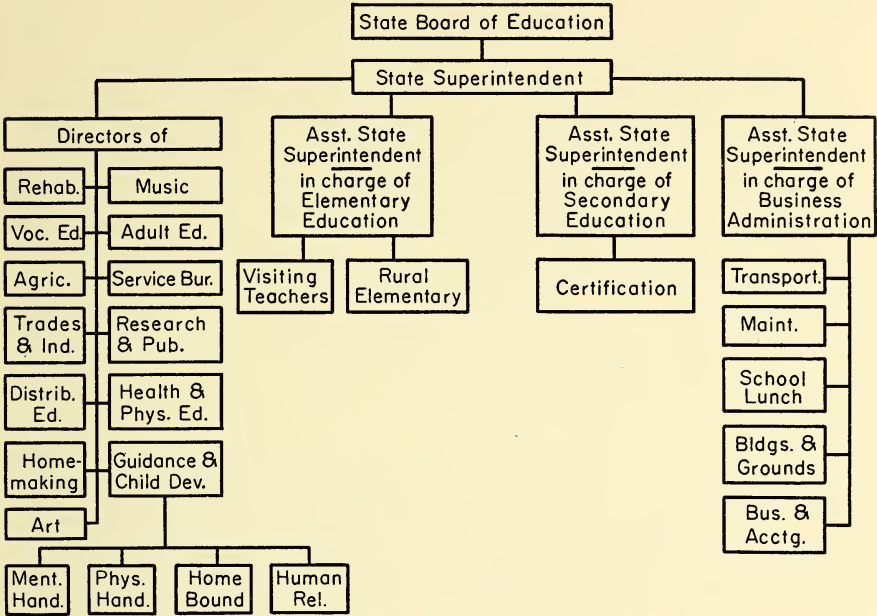 State Board of Education
State Superintendent
Directors of
Rehab.
Music
Voc. Ed.
Adult Ed.
Agric.
Service Bur.
Trades
& Ind.
Research
& Pub.
Distrib.
Ed.
Health &
Phys. Ed.
Home-
making
Guidance &
Child Dev.
Art
Ment.
Hand.
Phys.
Hand.
Home
Bound
Human
Rel.
Asst. State
Superintendent
in charge of
Elementary
Education
Visiting
Teachers
Rural
Elementary
Asst. State
Superintendent
in charge of
Secondary
Education
Certification
Asst. State
Superintendent
in charge of
Business
Administration
Transport.
Maint.
School
Lunch
Bldgs. &
Grounds
Bus. &
Acctg.